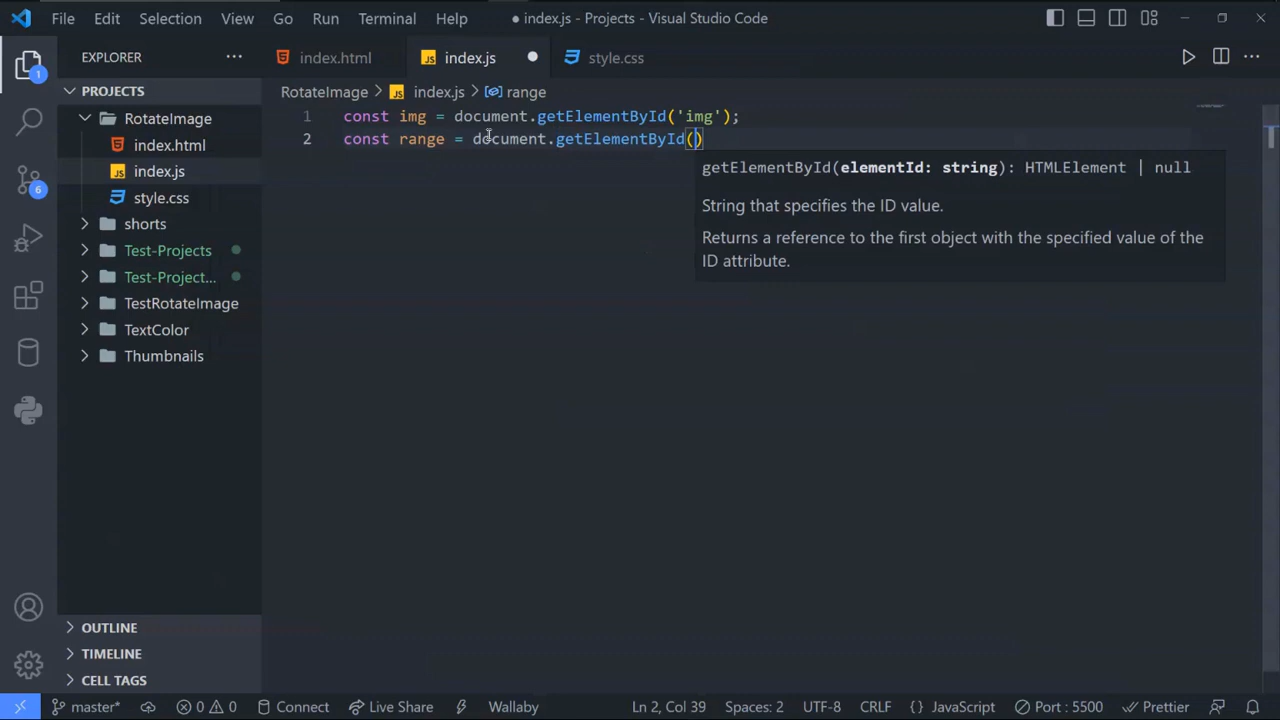 File Edit Selection View Go Run Terminal Help
● index.js - Projects - Visual Studio Code
EXPLORER
index.html
JS index.js
style.css
1
PROJECTS
RotateImage > JS index.js > range
RotateImage
index.html
JS index.js
style.css
shorts
Test-Projects
Test-Project...
TestRotateImage
TextColor
Thumbnails
6
1 const img = document.getElementById('img');
2 const range = document.getElementById()
getElementById(elementId: string): HTMLElement | null
String that specifies the ID value.
Returns a reference to the first object with the specified value of the
ID attribute.
OUTLINE
TIMELINE
CELL TAGS
master* 0 0 Connect Live Share Wallaby Ln 2, Col 39 Spaces: 2 UTF-8 CRLF {} JavaScript Port : 5500 Prettier